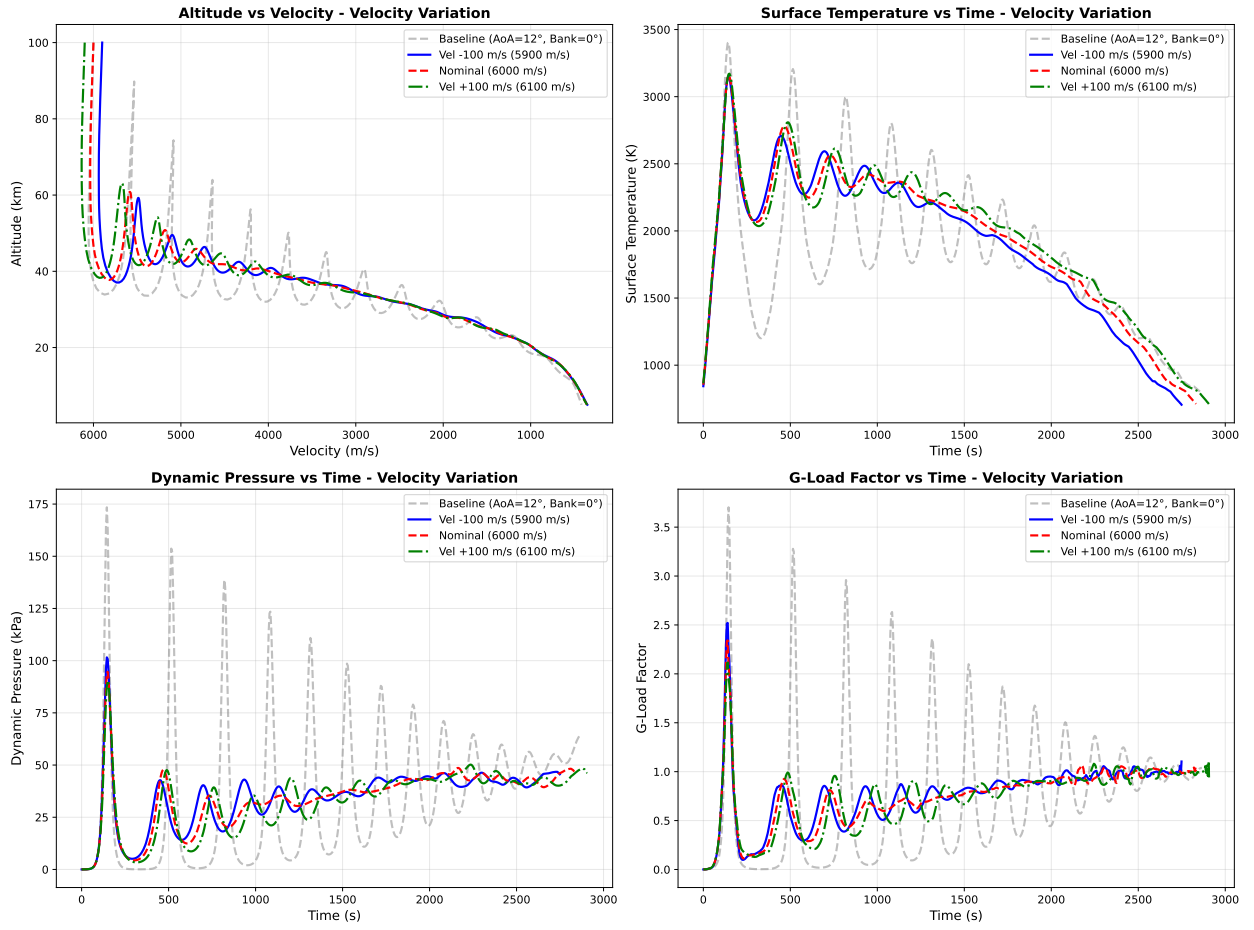 Altitude vs Velocity - Velocity Variation
Altitude (km)
100
80
60
40
20
6000 5000 4000 3000 2000 1000
Velocity (m/s)
Baseline (AoA=12°, Bank=0°)
Vel -100 m/s (5900 m/s)
Nominal (6000 m/s)
Vel +100 m/s (6100 m/s)
Surface Temperature vs Time - Velocity Variation
Surface Temperature (K)
3500
3000
2500
2000
1500
1000
0 500 1000 1500 2000 2500 3000
Time (s)
Baseline (AoA=12°, Bank=0°)
Vel -100 m/s (5900 m/s)
Nominal (6000 m/s)
Vel +100 m/s (6100 m/s)
Dynamic Pressure vs Time - Velocity Variation
Dynamic Pressure (kPa)
175
150
125
100
75
50
25
0
0 500 1000 1500 2000 2500 3000
Time (s)
Baseline (AoA=12°, Bank=0°)
Vel -100 m/s (5900 m/s)
Nominal (6000 m/s)
Vel +100 m/s (6100 m/s)
G-Load Factor vs Time - Velocity Variation
G-Load Factor
3.5
3.0
2.5
2.0
1.5
1.0
0.5
0.0
0 500 1000 1500 2000 2500 3000
Time (s)
Baseline (AoA=12°, Bank=0°)
Vel -100 m/s (5900 m/s)
Nominal (6000 m/s)
Vel +100 m/s (6100 m/s)